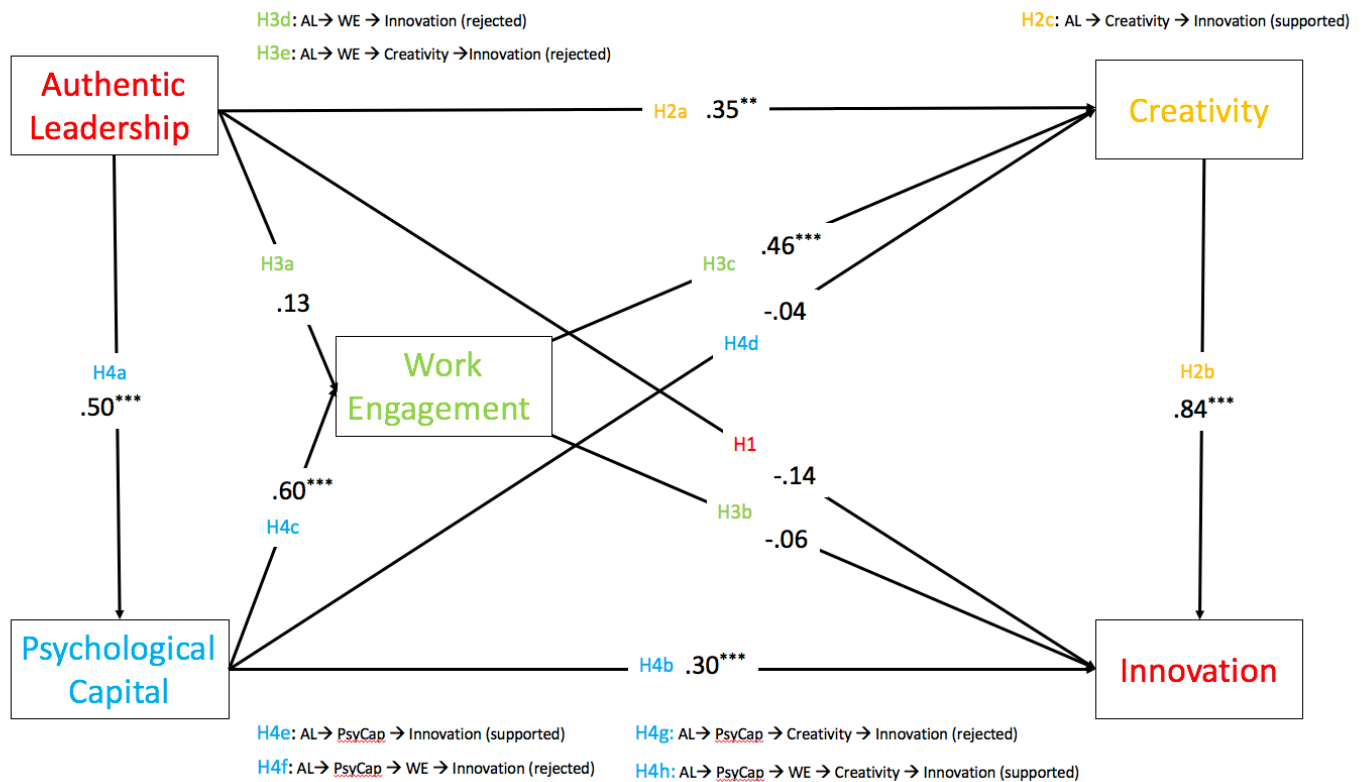 H3d: AL→ WE → Innovation (rejected)
H2c: AL → Creativity → Innovation (supported)
H3e: AL→ WE → Creativity →Innovation (rejected)
Authentic
Leadership
H2a .35**
Creativity
H3a
.13
.46***
H3c
-.04
H4d
Work
Engagement
H4a
.50***
H2b
.84***
H1
-.14
.60***
H4c
H3b
-.06
Psychological
Capital
H4b .30***
Innovation
H4e: AL→ PsyCap → Innovation (supported)
H4g: AL→ PsyCap → Creativity → Innovation (rejected)
H4f: AL→ PsyCap → WE → Innovation (rejected)
H4h: AL→ PsyCap → WE → Creativity → Innovation (supported)